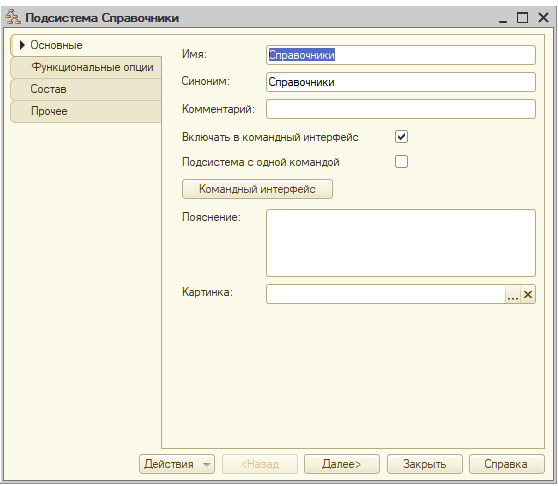 Подсистема Справочники
Основные
Функциональные опции
Состав
Прочее
Имя: Справочники
Синоним: Справочники
Комментарий:
Включать в командный интерфейс
Подсистема с одной командой
Командный интерфейс
Пояснение:
Картинка: ...
Действия <Назад Далее> Закрыть Справка